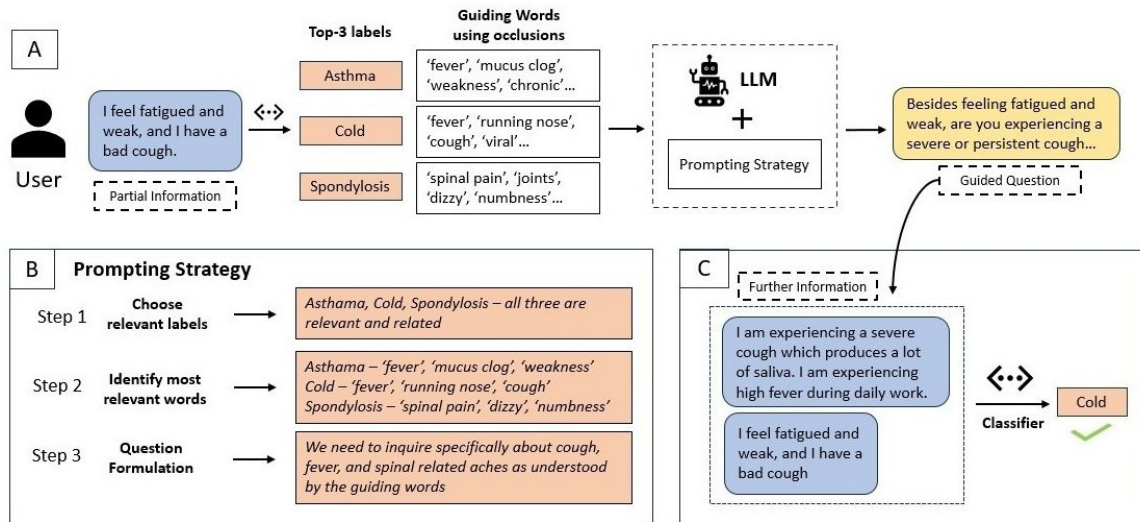 A
User
I feel fatigued and
weak, and I have a
bad cough.
Partial Information
Top-3 labels
Asthma
Cold
Spondylosis
Guiding Words
using occlusions
‘fever’, ‘mucus clog’,
‘weakness’, ‘chronic’...
‘fever’, ‘running nose’,
‘cough’, ‘viral’...
‘spinal pain’, ‘joints’,
‘dizzy’, ‘numbness’...
LLM
+
Prompting Strategy
Besides feeling fatigued and
weak, are you experiencing a
severe or persistent cough...
Guided Question
B
Prompting Strategy
Step 1
Choose
relevant labels
Asthama, Cold, Spondylosis – all three are
relevant and related
Step 2
Identify most
relevant words
Asthama – ‘fever’, ‘mucus clog’, ‘weakness’
Cold – ‘fever’, ‘running nose’, ‘cough’
Spondylosis – ‘spinal pain’, ‘dizzy’, ‘numbness’
Step 3
Question
Formulation
We need to inquire specifically about cough,
fever, and spinal related aches as understood
by the guiding words
C
Further Information
I am experiencing a severe
cough which produces a lot
of saliva. I am experiencing
high fever during daily work.
I feel fatigued and
weak, and I have a
bad cough
Classifier
Cold